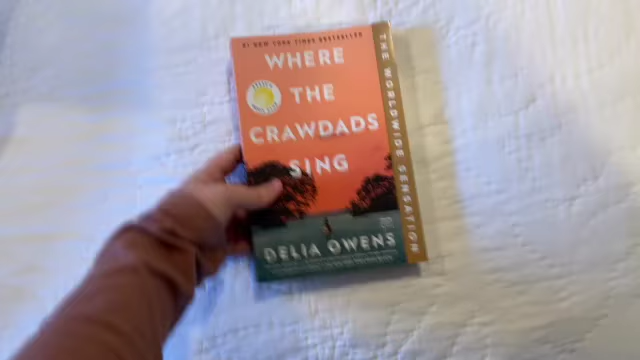 #1 NEW YORK TIMES BESTSELLER
WHERE
THE
CRAWDADS
SING
DELIA OWENS
THE WORLDWIDE SENSATION